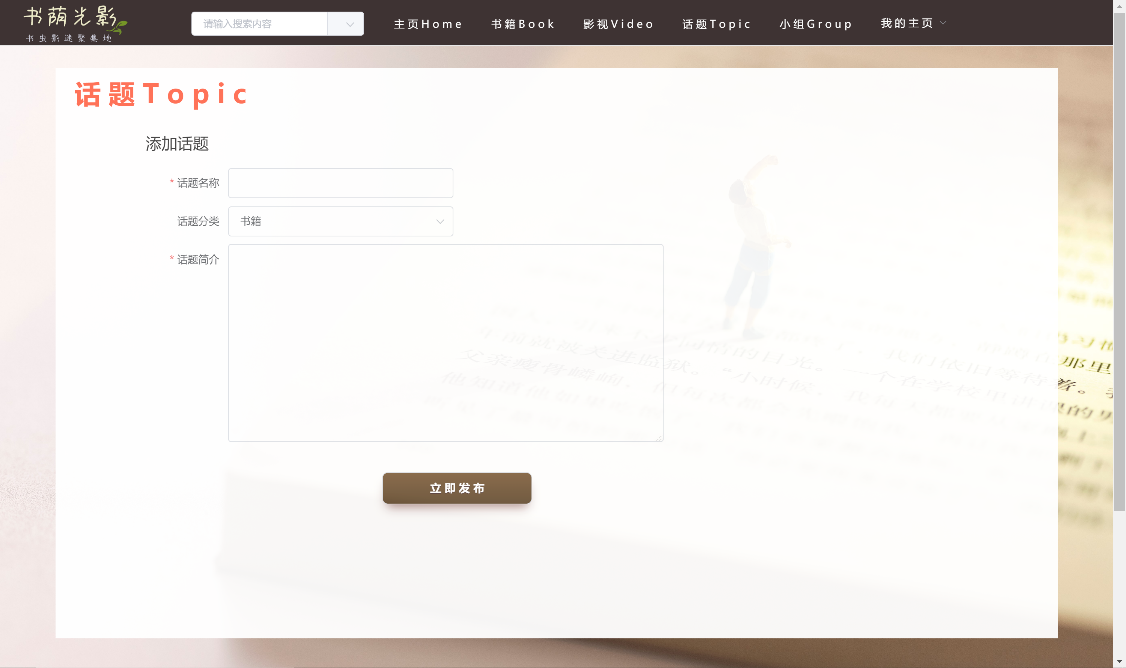 书荫光影
书虫影迷聚集地
请输入搜索内容
主页Home
书籍Book
影视Video
话题Topic
小组Group
我的主页
话题Topic
添加话题
* 话题名称
话题分类
书籍
* 话题简介
立即发布